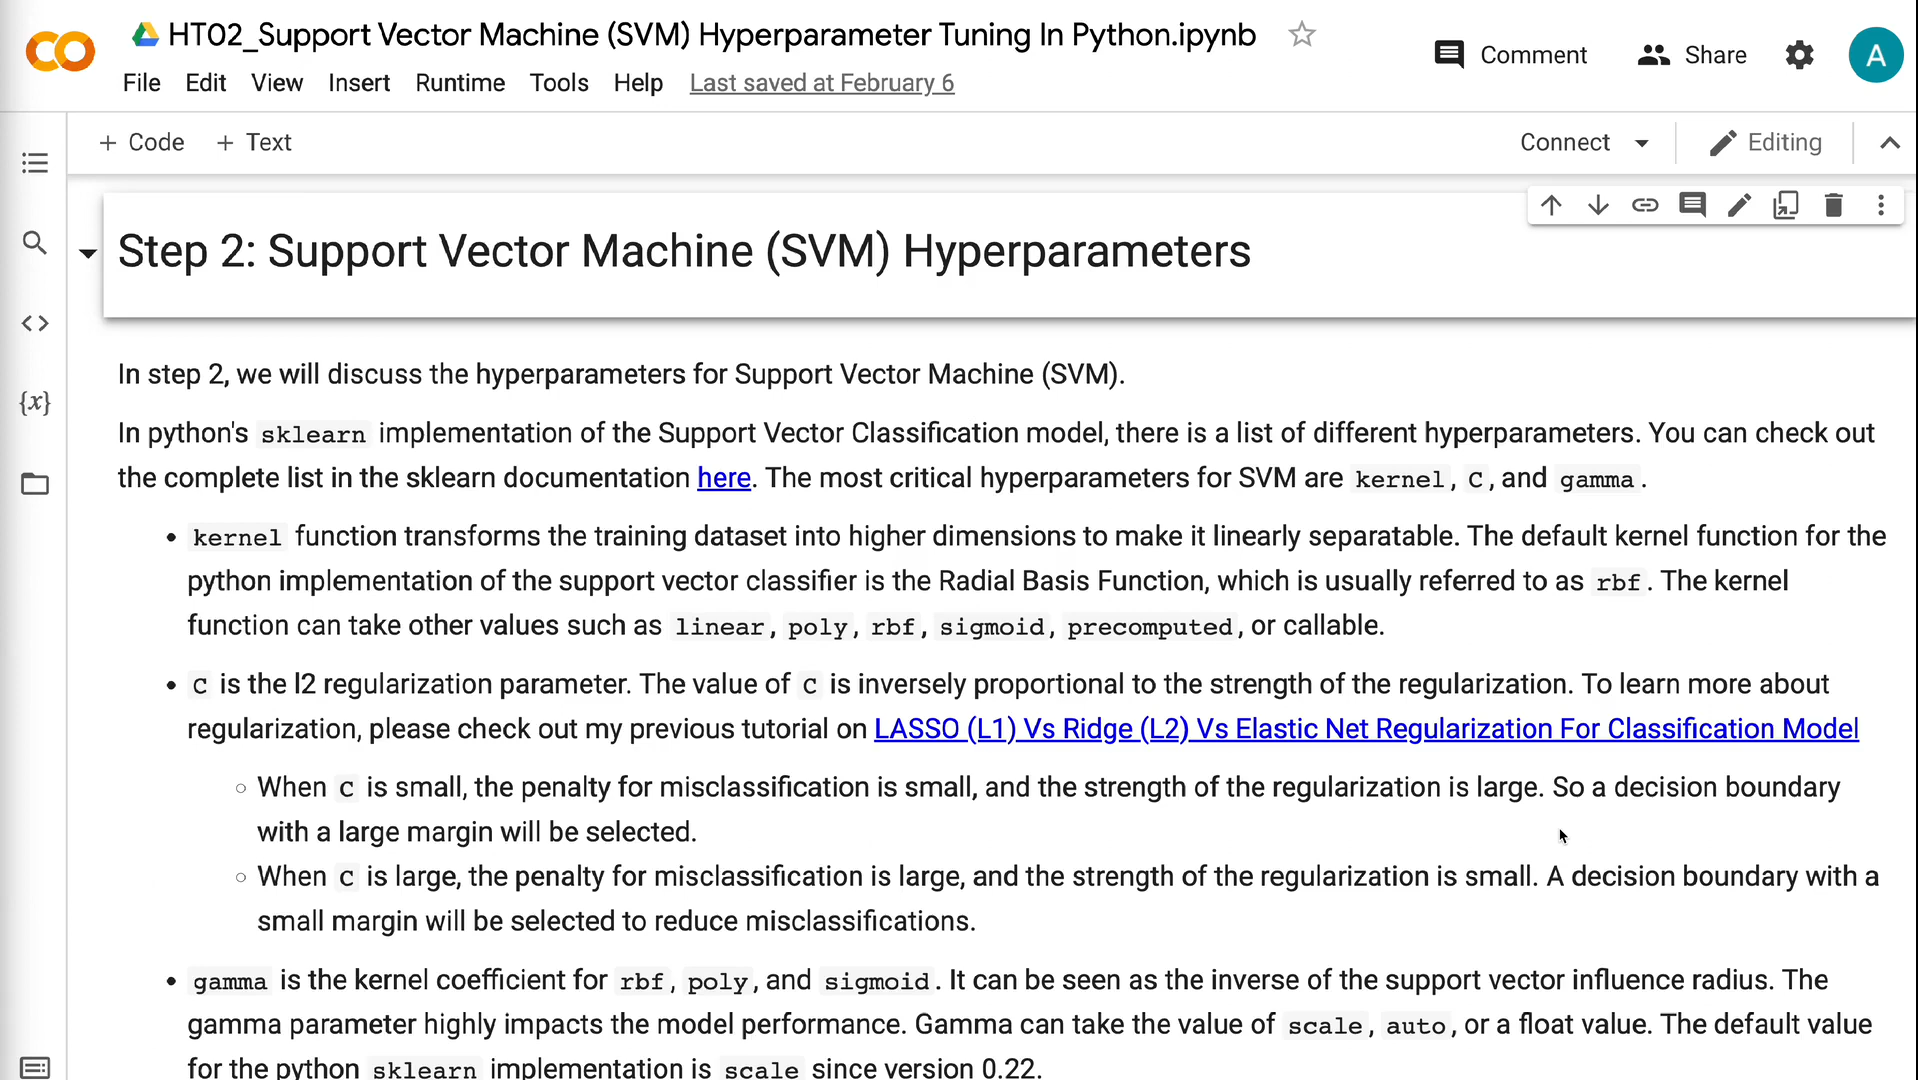 HT02_Support Vector Machine (SVM) Hyperparameter Tuning In Python.ipynb
Comment
Share
A
File Edit View Insert Runtime Tools Help Last saved at February 6
+ Code + Text
Connect
Editing
Step 2: Support Vector Machine (SVM) Hyperparameters
In step 2, we will discuss the hyperparameters for Support Vector Machine (SVM).
In python's sklearn implementation of the Support Vector Classification model, there is a list of different hyperparameters. You can check out
the complete list in the sklearn documentation here. The most critical hyperparameters for SVM are kernel, C, and gamma.
• kernel function transforms the training dataset into higher dimensions to make it linearly separatable. The default kernel function for the
python implementation of the support vector classifier is the Radial Basis Function, which is usually referred to as rbf. The kernel
function can take other values such as linear, poly, rbf, sigmoid, precomputed, or callable.
• C is the l2 regularization parameter. The value of C is inversely proportional to the strength of the regularization. To learn more about
regularization, please check out my previous tutorial on LASSO (L1) Vs Ridge (L2) Vs Elastic Net Regularization For Classification Model
◦ When C is small, the penalty for misclassification is small, and the strength of the regularization is large. So a decision boundary
with a large margin will be selected.
◦ When C is large, the penalty for misclassification is large, and the strength of the regularization is small. A decision boundary with a
small margin will be selected to reduce misclassifications.
• gamma is the kernel coefficient for rbf, poly, and sigmoid. It can be seen as the inverse of the support vector influence radius. The
gamma parameter highly impacts the model performance. Gamma can take the value of scale, auto, or a float value. The default value
for the python sklearn implementation is scale since version 0.22.